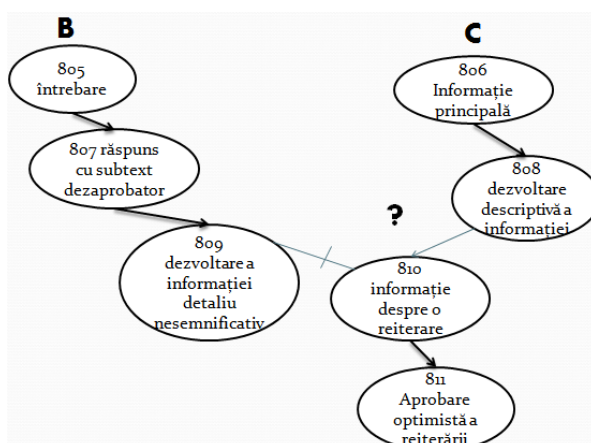 B
C
805
întrebare
806
Informație
principală
807 răspuns
cu subtext
dezaprobator
808
dezvoltare
descriptivă a
informației
?
809
dezvoltare a
informației
detaliu
nesemnificativ
810
informație
despre o
reiterare
811
Aprobare
optimistă a
reiterării